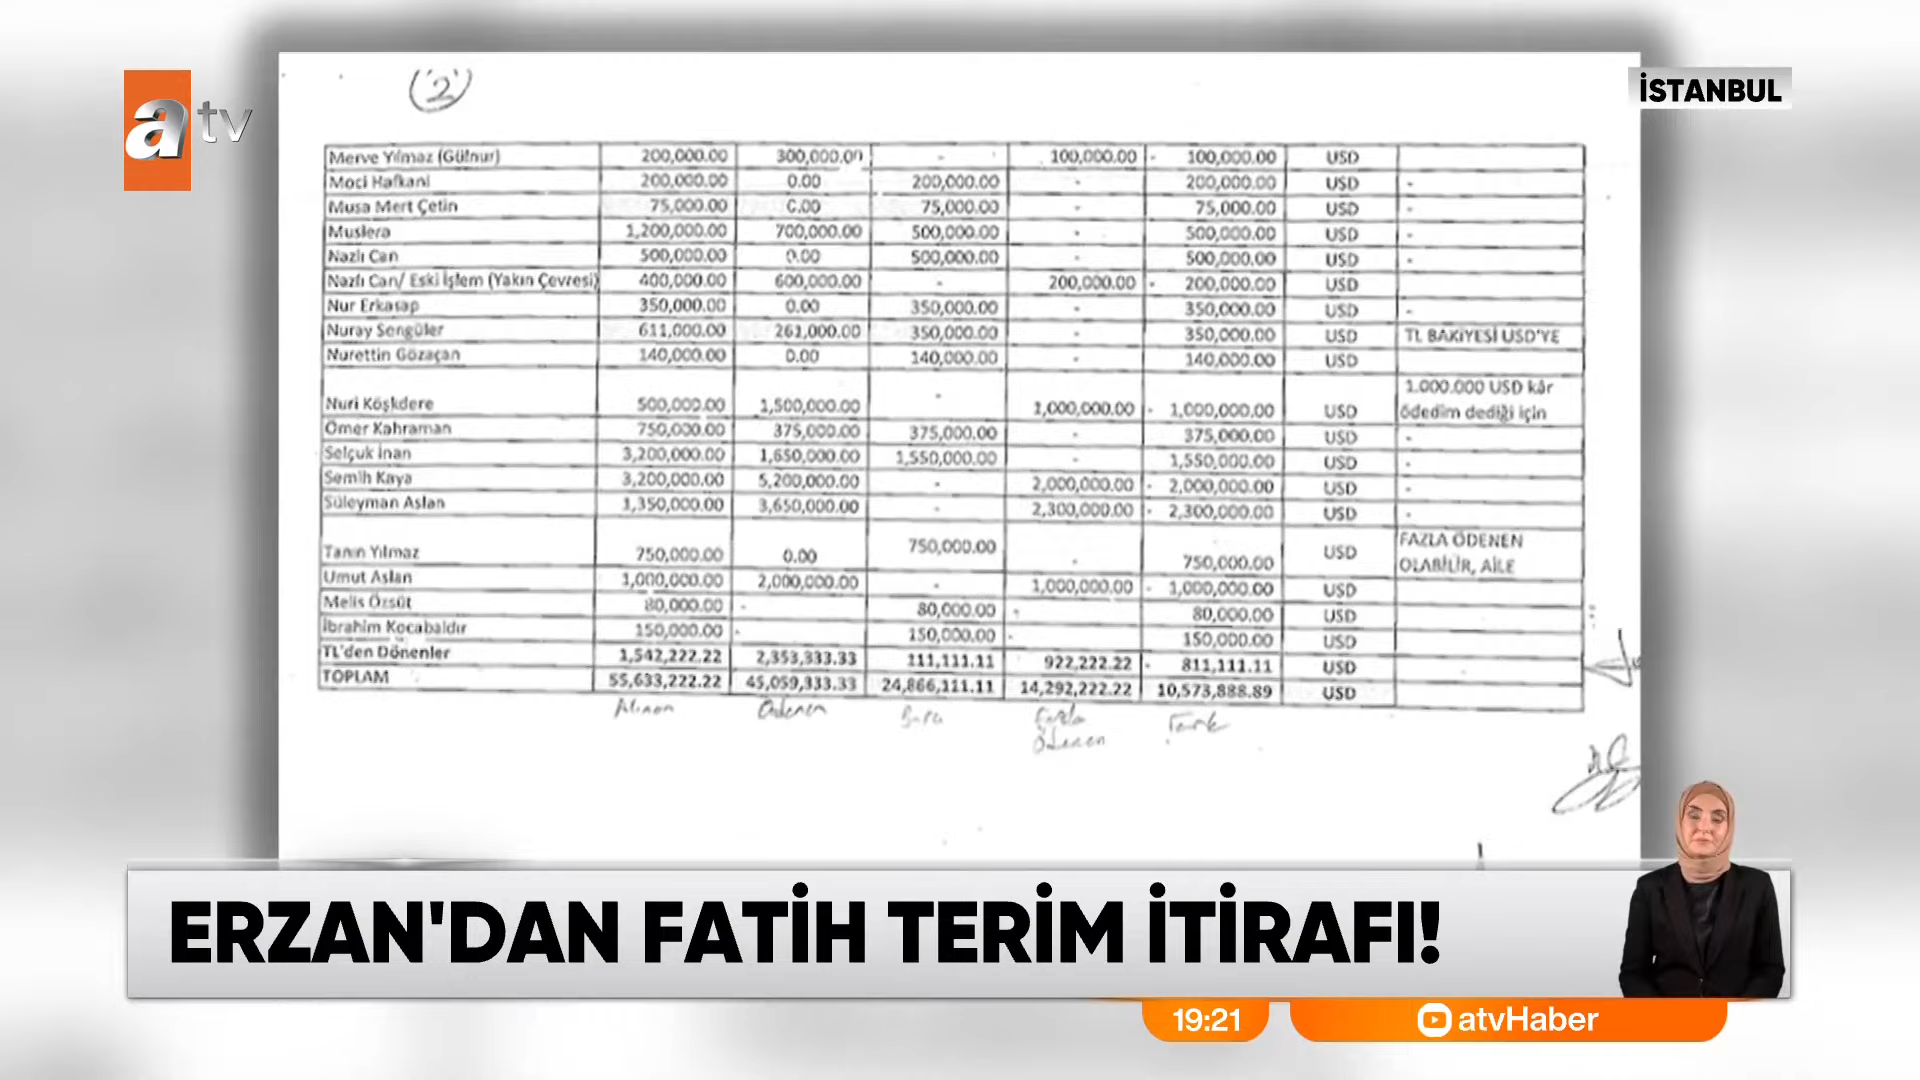 (2)
atv
İSTANBUL
Merve Yılmaz (Gülnur) 200,000.00 300,000.00 - 100,000.00 - 100,000.00 USD
Moci Hafkani 200,000.00 0.00 200,000.00 - 200,000.00 USD -
Musa Mert Çetin 75,000.00 0.00 75,000.00 - 75,000.00 USD -
Muslera 1,200,000.00 700,000.00 500,000.00 - 500,000.00 USD -
Nazlı Can 500,000.00 0.00 500,000.00 - 500,000.00 USD -
Nazlı Can/ Eski İşlem (Yakın Çevresi) 400,000.00 600,000.00 - 200,000.00 - 200,000.00 USD
Nur Erkasap 350,000.00 0.00 350,000.00 - 350,000.00 USD -
Nuray Sengüler 611,000.00 261,000.00 350,000.00 - 350,000.00 USD TL BAKİYESİ USD'YE
Nurettin Gözaçan 140,000.00 0.00 140,000.00 - 140,000.00 USD
1.000.000 USD kâr
Nuri Köşkdere 500,000.00 1,500,000.00 - 1,000,000.00 - 1,000,000.00 USD ödedim dediği için
Ömer Kahraman 750,000.00 375,000.00 375,000.00 - 375,000.00 USD -
Selçuk İnan 3,200,000.00 1,650,000.00 1,550,000.00 - 1,550,000.00 USD -
Semih Kaya 3,200,000.00 5,200,000.00 - 2,000,000.00 - 2,000,000.00 USD -
Süleyman Aslan 1,350,000.00 3,650,000.00 - 2,300,000.00 - 2,300,000.00 USD -
FAZLA ÖDENEN
Tanın Yılmaz 750,000.00 0.00 750,000.00 - 750,000.00 USD OLABİLİR, AİLE
Umut Aslan 1,000,000.00 2,000,000.00 - 1,000,000.00 - 1,000,000.00 USD
Melis Özsüt 80,000.00 - 80,000.00 - 80,000.00 USD
İbrahim Kocabaldır 150,000.00 - 150,000.00 - 150,000.00 USD
TL'den Dönenler 1,542,222.22 2,353,333.33 111,111.11 922,222.22 - 811,111.11 USD
TOPLAM 55,633,222.22 45,059,333.33 24,866,111.11 14,292,222.22 10,573,888.89 USD
Alınan Ödenen Borç Fazla Fark
Ödenen
ERZAN'DAN FATİH TERİM İTİRAFI!
19:21 atvHaber